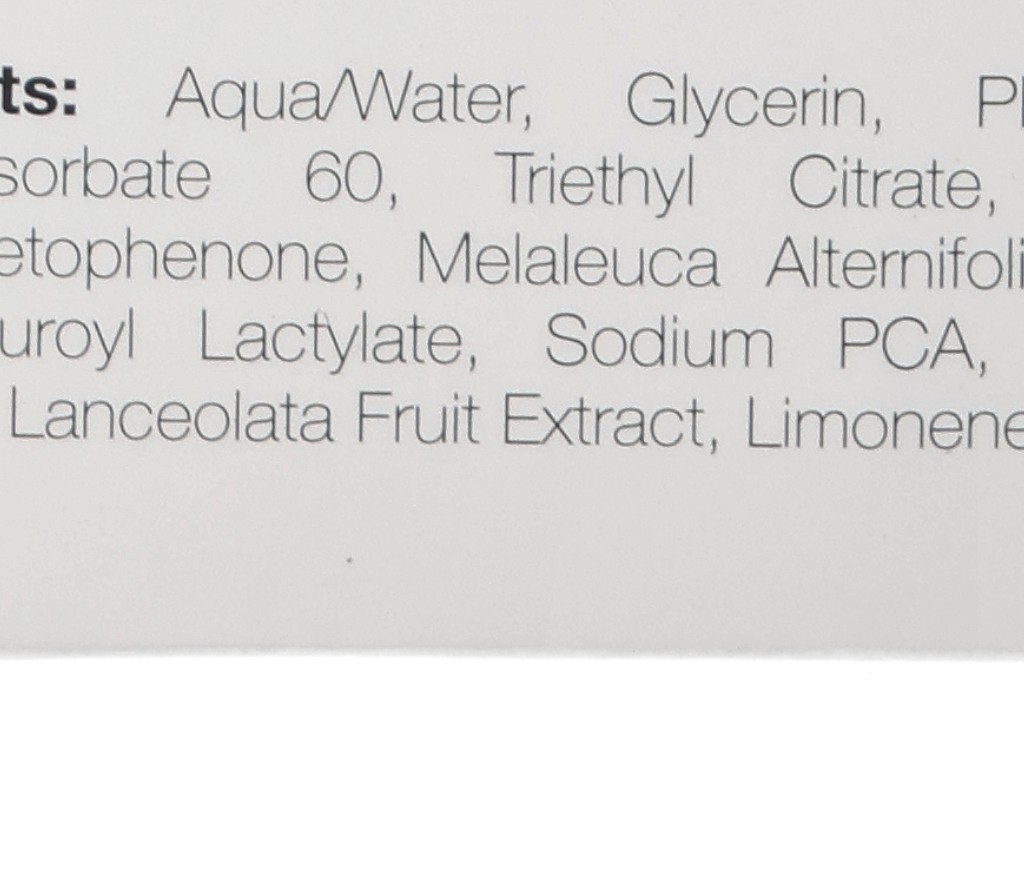 ts: Aqua/Water, Glycerin, Pl
sorbate 60, Triethyl Citrate,
etophenone, Melaleuca Alternifoli
uroyl Lactylate, Sodium PCA,
Lanceolata Fruit Extract, Limonene